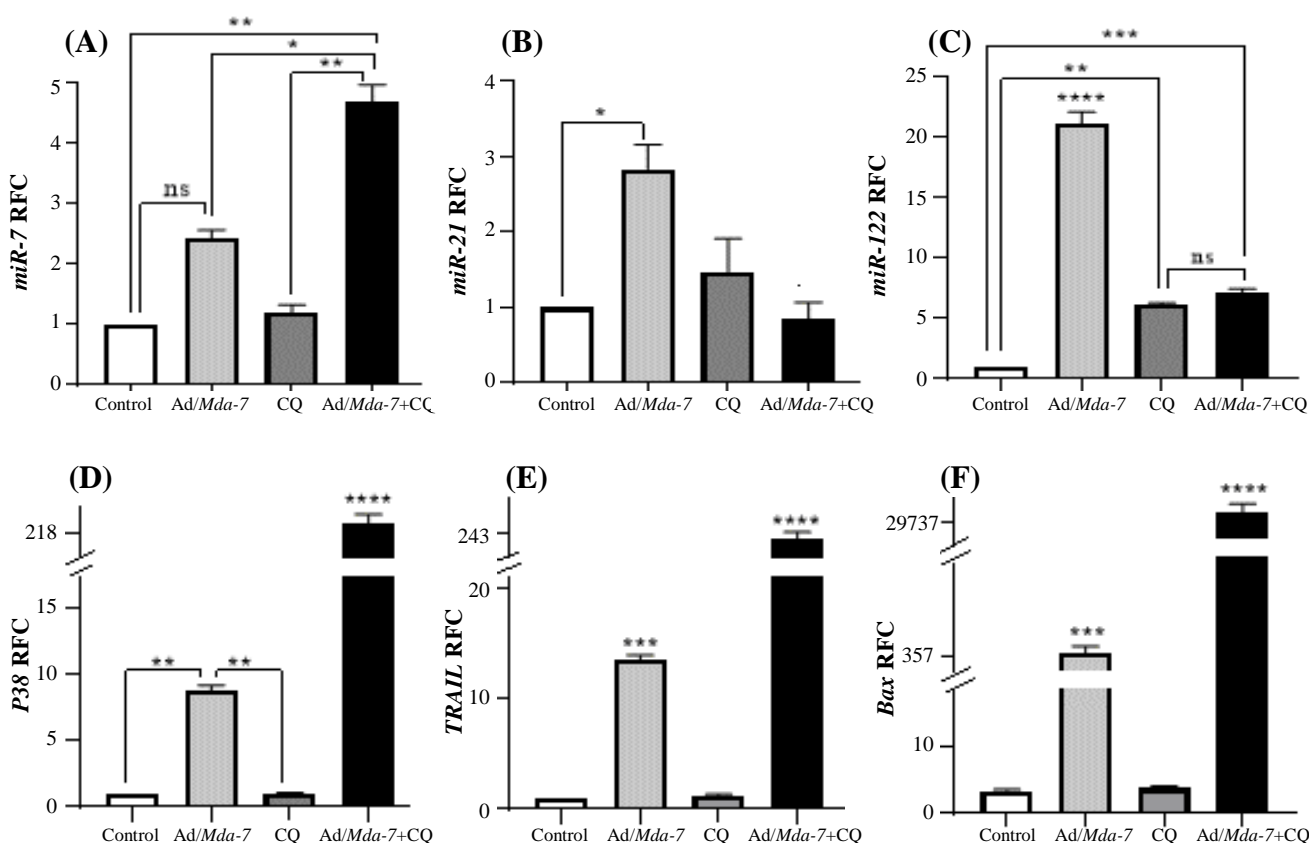 (A)
**
*
**
ns
miR-7 RFC
5
4
3
2
1
0
Control Ad/Mda-7 CQ Ad/Mda-7+CQ
(B)
*
miR-21 RFC
4
3
2
1
0
Control Ad/Mda-7 CQ Ad/Mda-7+CQ
(C)
***
**
****
ns
miR-122 RFC
25
20
15
10
5
0
Control Ad/Mda-7 CQ Ad/Mda-7+CQ
(D)
****
** **
P38 RFC
218
15
10
5
0
Control Ad/Mda-7 CQ Ad/Mda-7+CQ
(E)
****
***
TRAIL RFC
243
20
10
0
Control Ad/Mda-7 CQ Ad/Mda-7+CQ
(F)
****
***
Bax RFC
29737
357
10
0
Control Ad/Mda-7 CQ Ad/Mda-7+CQ